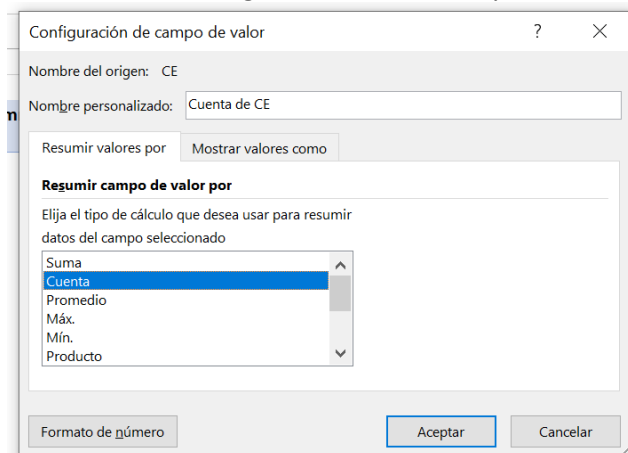 Configuración de campo de valor ? ×
Nombre del origen: CE
Nombre personalizado: Cuenta de CE
Resumir valores por Mostrar valores como
Resumir campo de valor por
Elija el tipo de cálculo que desea usar para resumir
datos del campo seleccionado
Suma
Cuenta
Promedio
Máx.
Mín.
Producto
Formato de número Aceptar Cancelar